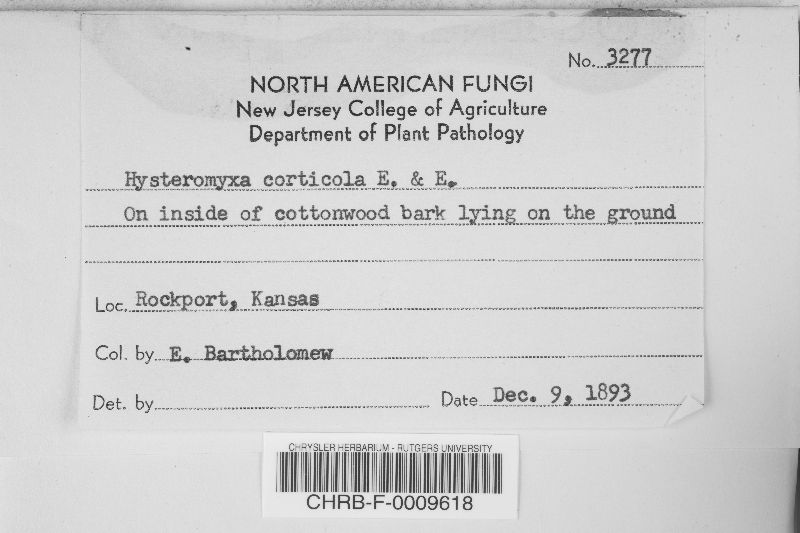 No. 3277
NORTH AMERICAN FUNGI
New Jersey College of Agriculture
Department of Plant Pathology
Hysteromyxa corticola E. & E.
On inside of cottonwood bark lying on the ground
Loc. Rockport, Kansas
Col. by E. Bartholomew
Det. by Date Dec. 9, 1893
CHRYSLER HERBARIUM - RUTGERS UNIVERSITY
CHRB-F-0009618